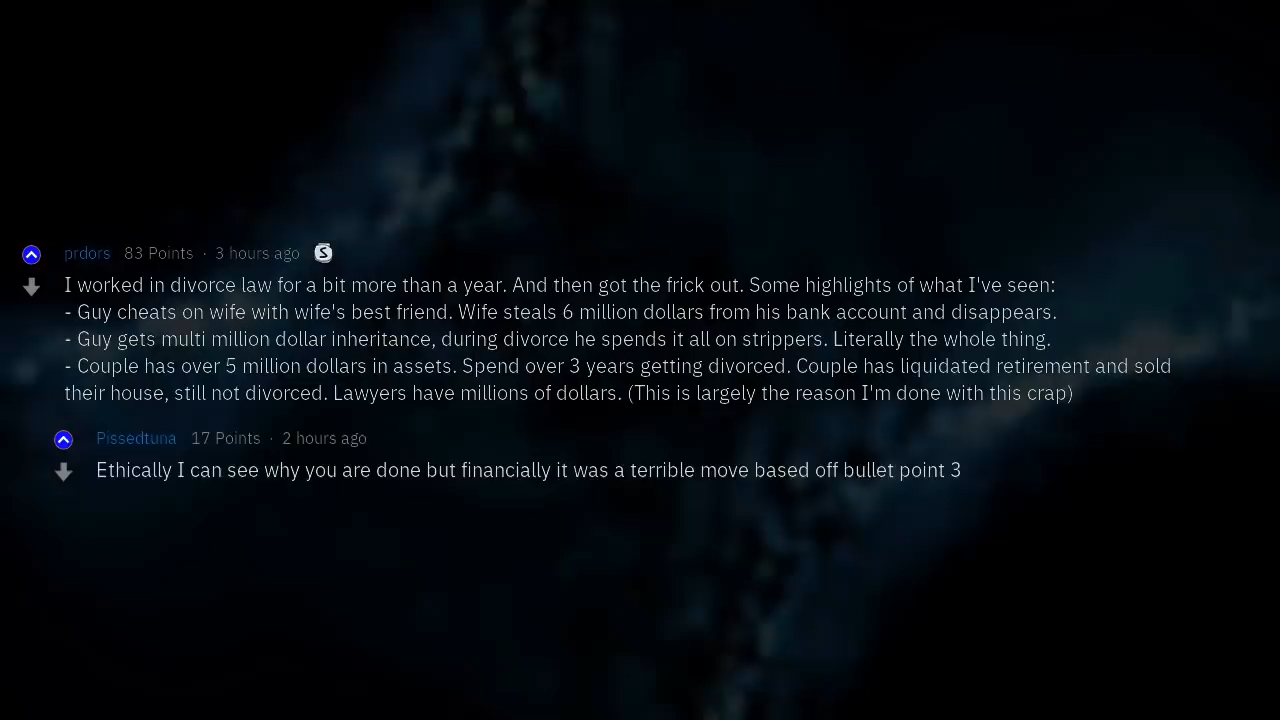 prdors 83 Points · 3 hours ago S
I worked in divorce law for a bit more than a year. And then got the frick out. Some highlights of what I've seen:
- Guy cheats on wife with wife's best friend. Wife steals 6 million dollars from his bank account and disappears.
- Guy gets multi million dollar inheritance, during divorce he spends it all on strippers. Literally the whole thing.
- Couple has over 5 million dollars in assets. Spend over 3 years getting divorced. Couple has liquidated retirement and sold
their house, still not divorced. Lawyers have millions of dollars. (This is largely the reason I'm done with this crap)
Pissedtuna 17 Points · 2 hours ago
Ethically I can see why you are done but financially it was a terrible move based off bullet point 3